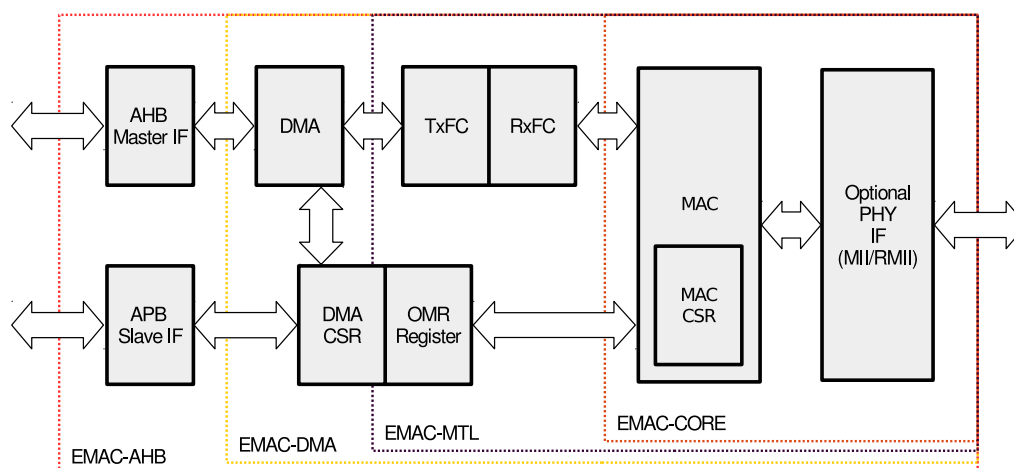 AHB
Master IF
DMA
TxFC
RxFC
MAC
Optional
PHY
IF
(MII/RMII)
APB
Slave IF
DMA
CSR
OMR
Register
MAC
CSR
EMAC-AHB
EMAC-DMA
EMAC-MTL
EMAC-CORE